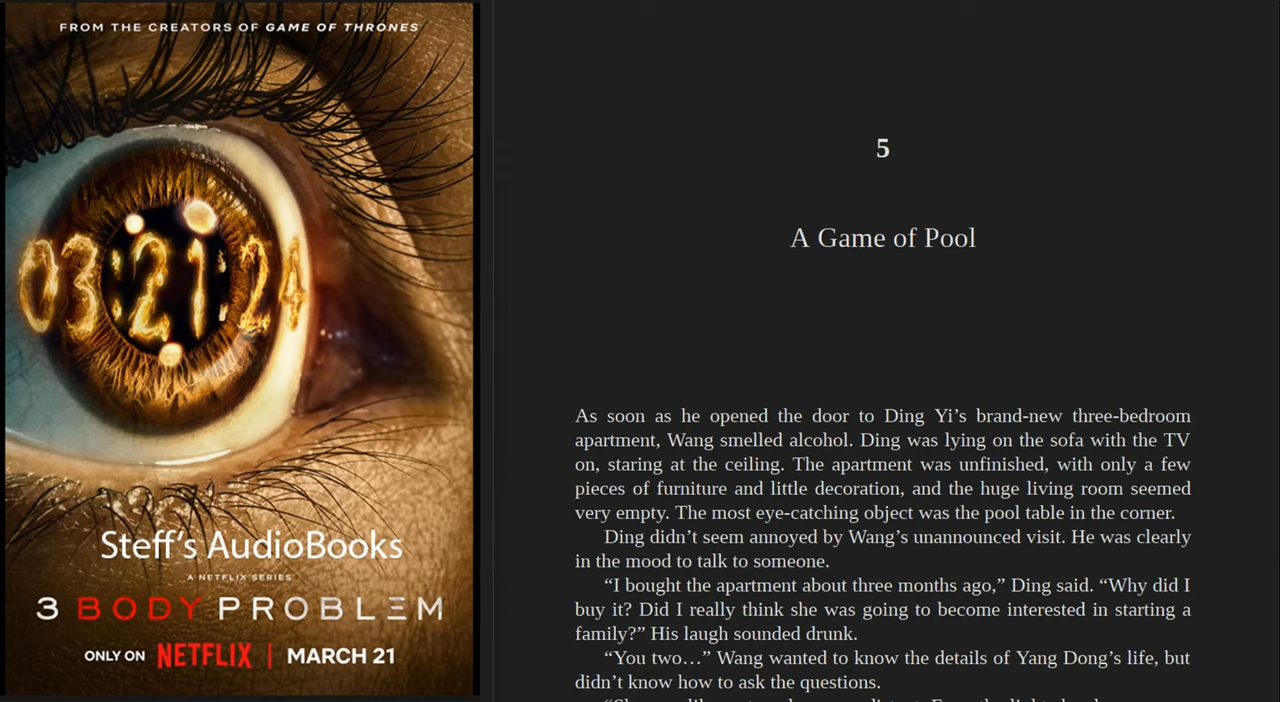 FROM THE CREATORS OF GAME OF THRONES
03:21:24
Steff's AudioBooks
A NETFLIX SERIES
3 BODY PROBLEM
ONLY ON NETFLIX | MARCH 21
5
A Game of Pool
As soon as he opened the door to Ding Yi’s brand-new three-bedroom
apartment, Wang smelled alcohol. Ding was lying on the sofa with the TV
on, staring at the ceiling. The apartment was unfinished, with only a few
pieces of furniture and little decoration, and the huge living room seemed
very empty. The most eye-catching object was the pool table in the corner.
Ding didn’t seem annoyed by Wang’s unannounced visit. He was clearly
in the mood to talk to someone.
“I bought the apartment about three months ago,” Ding said. “Why did I
buy it? Did I really think she was going to become interested in starting a
family?” His laugh sounded drunk.
“You two…” Wang wanted to know the details of Yang Dong’s life, but
didn’t know how to ask the questions.